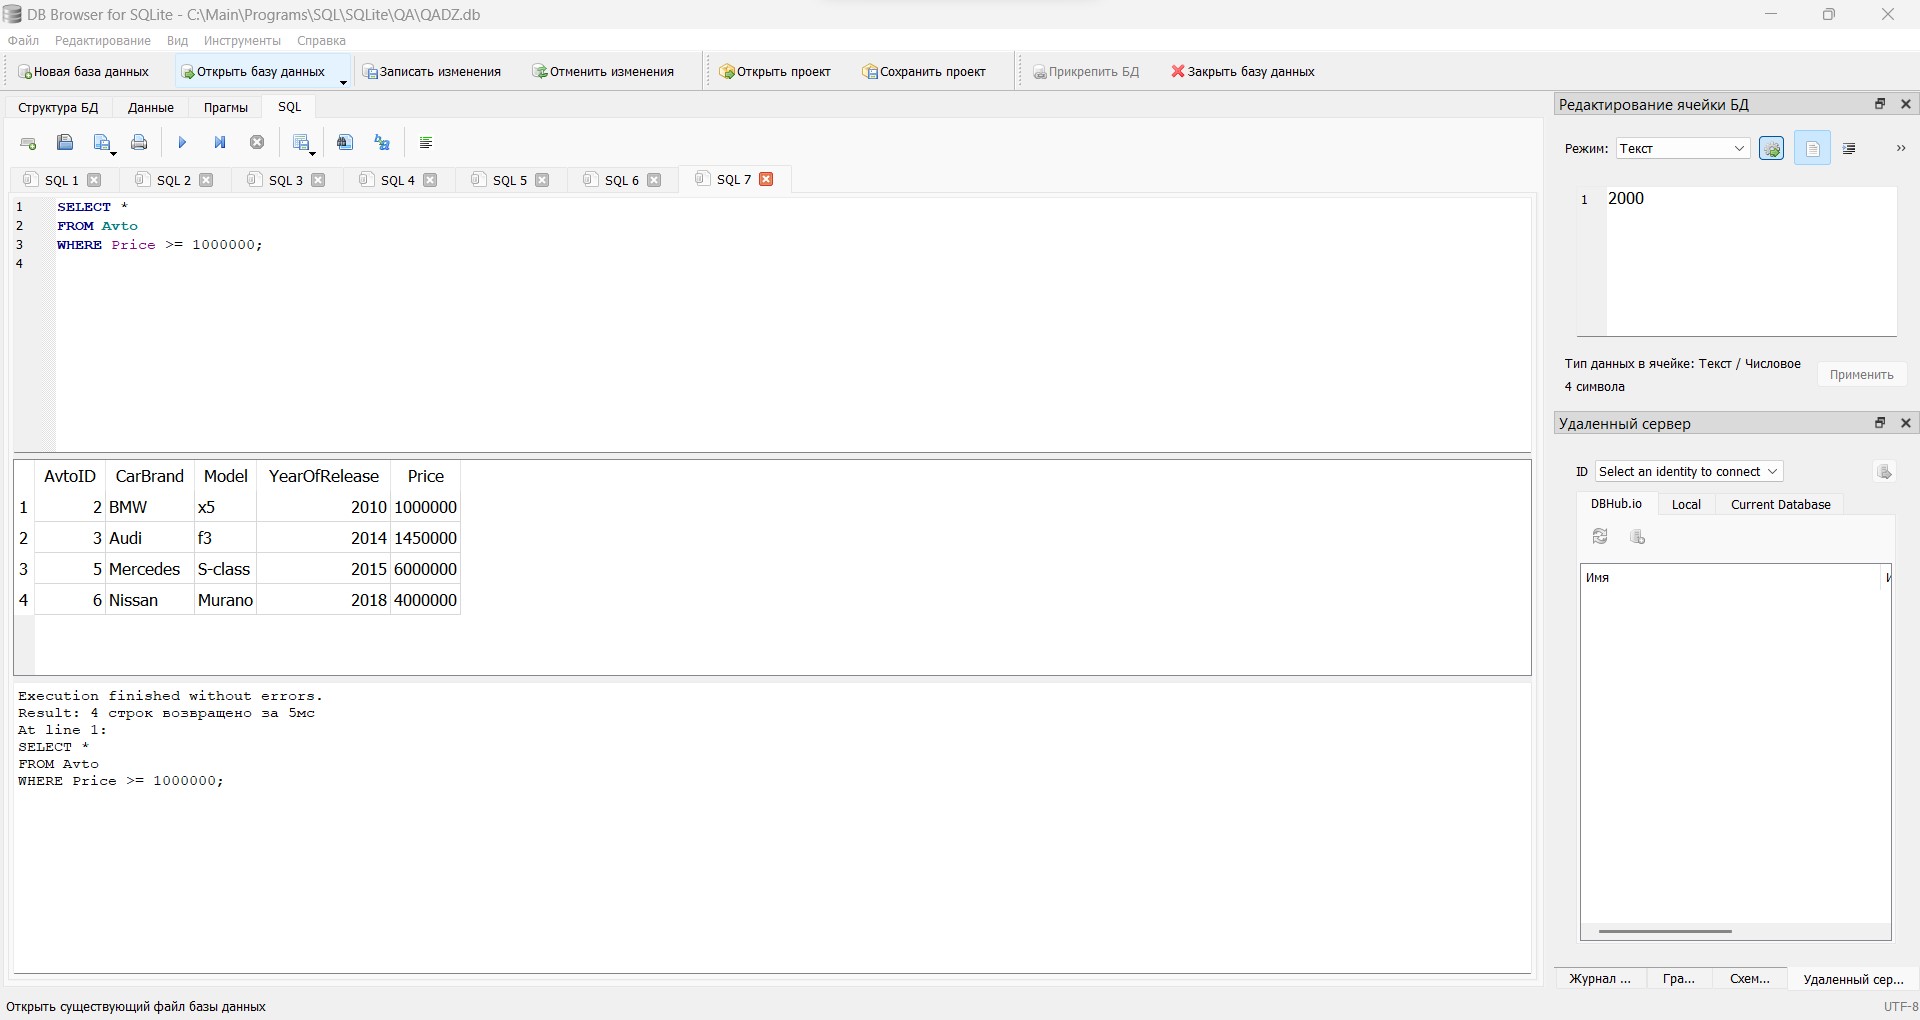 DB Browser for SQLite - C:\Main\Programs\SQL\SQLite\QA\QADZ.db
Файл Редактирование Вид Инструменты Справка
Новая база данных Открыть базу данных Записать изменения Отменить изменения Открыть проект Сохранить проект Прикрепить БД Закрыть базу данных
Структура БД Данные Прагмы SQL
SQL 1 SQL 2 SQL 3 SQL 4 SQL 5 SQL 6 SQL 7
1 SELECT *
2 FROM Avto
3 WHERE Price >= 1000000;
4
AvtoID CarBrand Model YearOfRelease Price
1 2 BMW x5 2010 1000000
2 3 Audi f3 2014 1450000
3 5 Mercedes S-class 2015 6000000
4 6 Nissan Murano 2018 4000000
Execution finished without errors.
Result: 4 строк возвращено за 5мс
At line 1:
SELECT *
FROM Avto
WHERE Price >= 1000000;
Редактирование ячейки БД
Режим: Текст
1 2000
Тип данных в ячейке: Текст / Числовое
4 символа
Применить
Удаленный сервер
ID Select an identity to connect
DBHub.io Local Current Database
Имя
Журнал ... Гра... Схем... Удаленный сер...
Открыть существующий файл базы данных
UTF-8